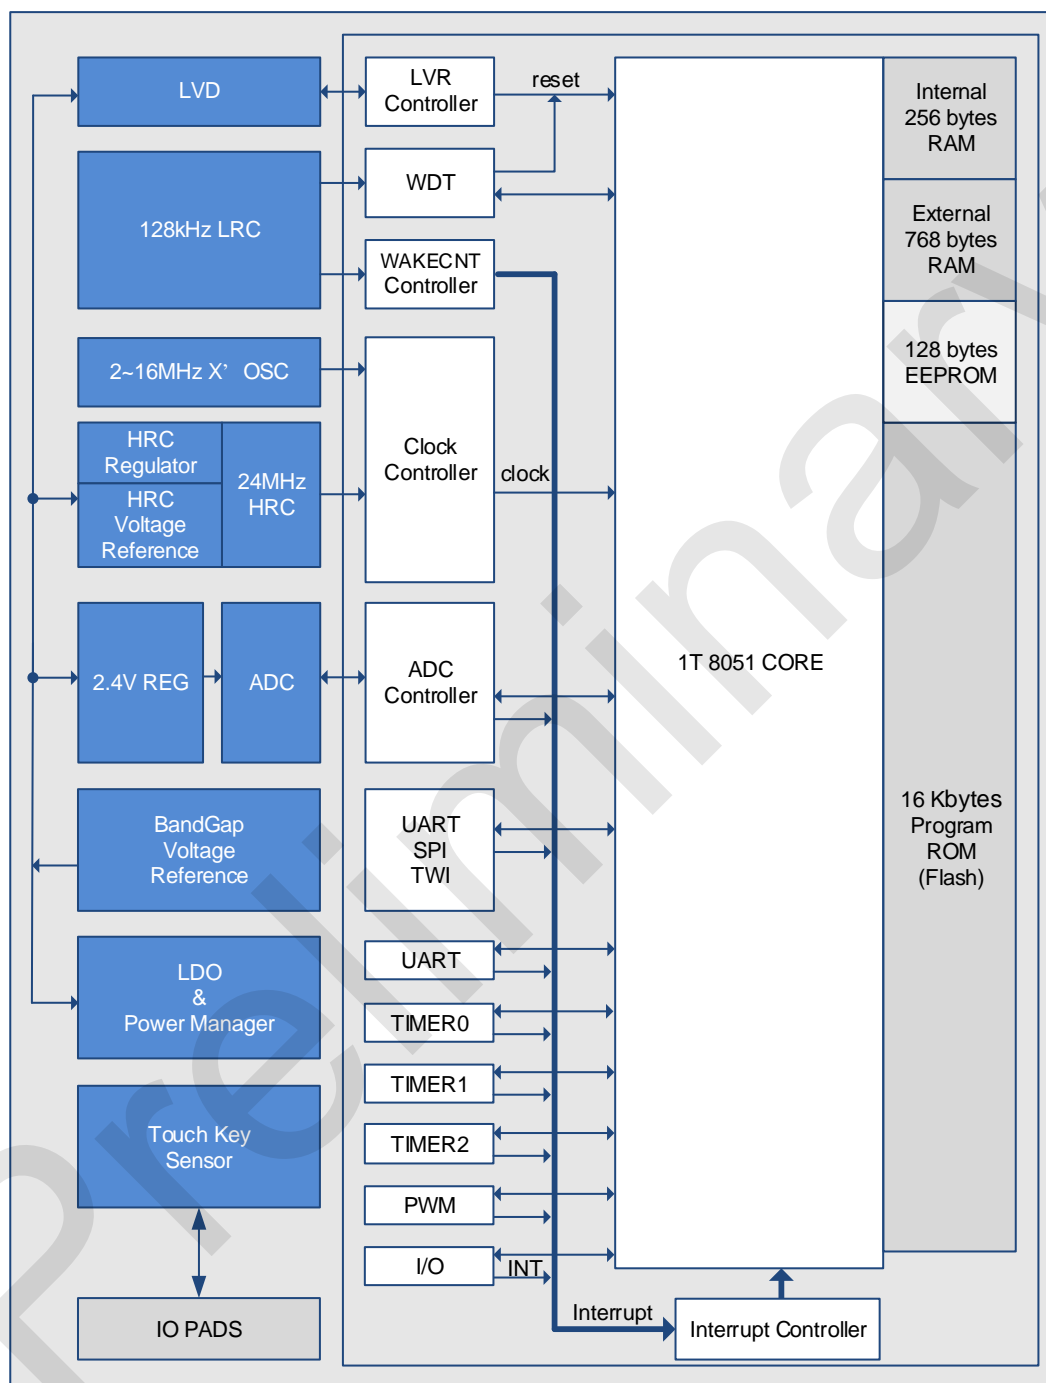 LVD
LVR
Controller
reset
Internal
256 bytes
RAM
128kHz LRC
WDT
WAKECNT
Controller
External
768 bytes
RAM
2~16MHz X' OSC
Clock
Controller
clock
128 bytes
EEPROM
HRC
Regulator
HRC
Voltage
Reference
24MHz
HRC
2.4V REG
ADC
ADC
Controller
1T 8051 CORE
16 Kbytes
Program
ROM
(Flash)
BandGap
Voltage
Reference
UART
SPI
TWI
LDO
&
Power Manager
UART
TIMER0
TIMER1
Touch Key
Sensor
TIMER2
PWM
I/O
INT
IO PADS
Interrupt
Interrupt Controller
Preliminary